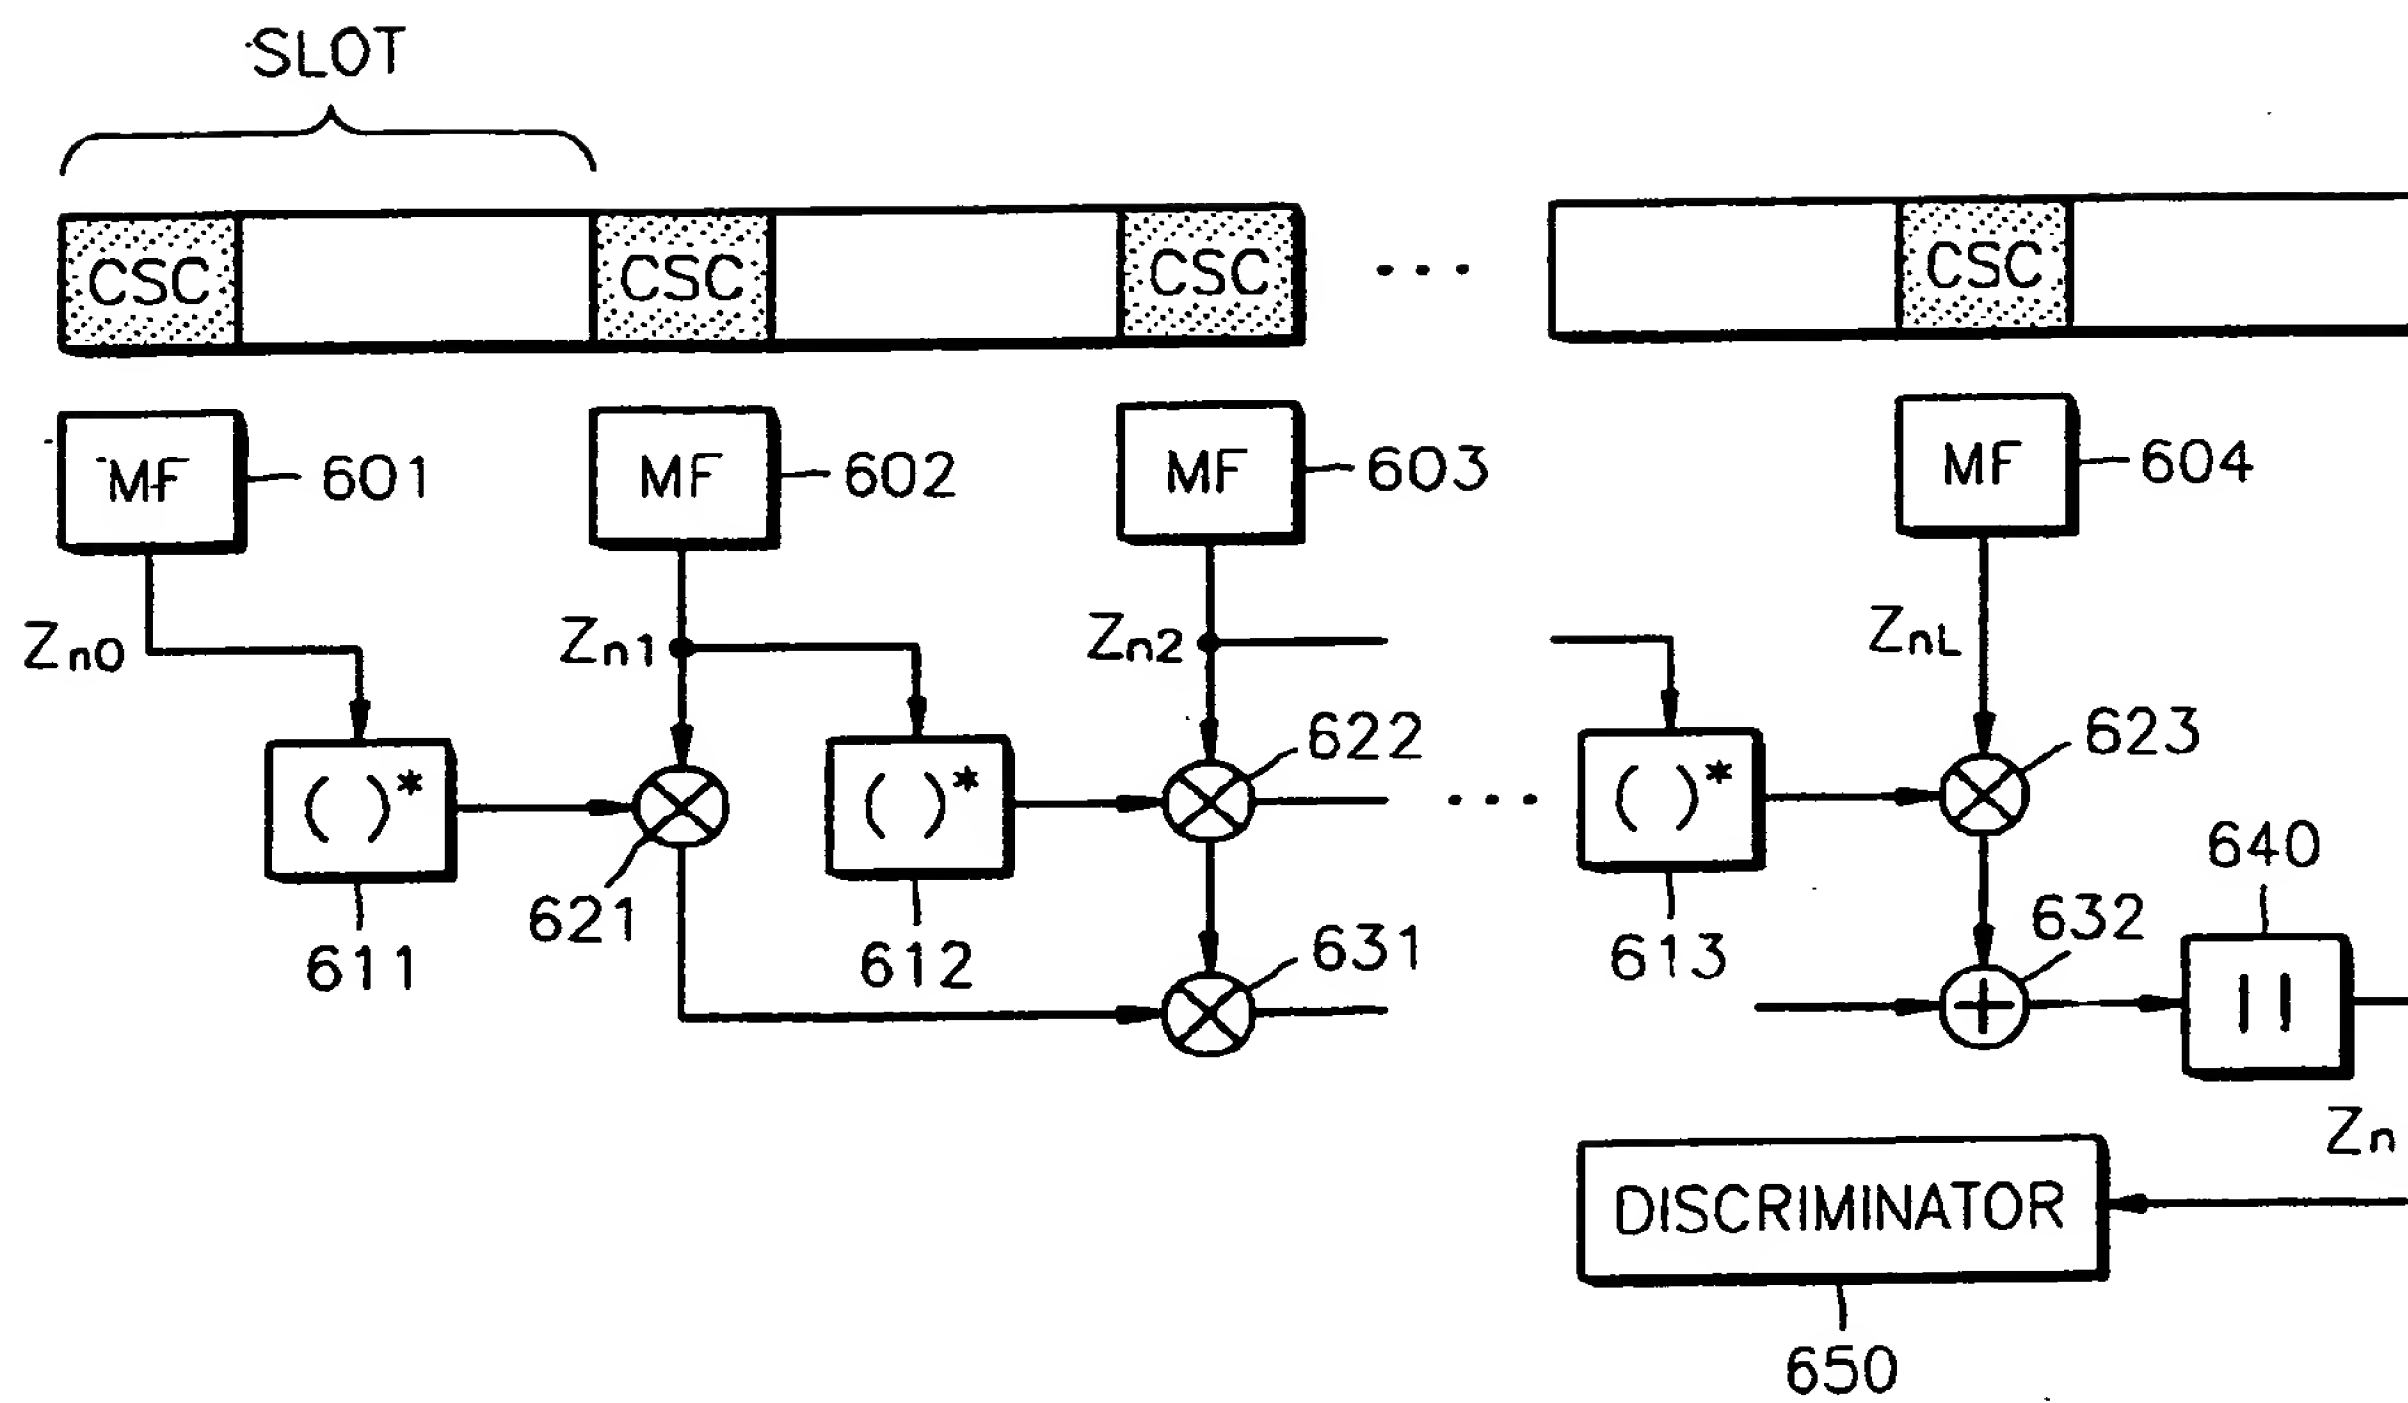 SLOT
CSC CSC CSC ... CSC
MF 601 MF 602 MF 603 MF 604
Zn0 Zn1 Zn2 ZnL
622 623
( )* ( )* ... ( )*
640
621 632
611 612 631 613
| |
Zn
DISCRIMINATOR
650